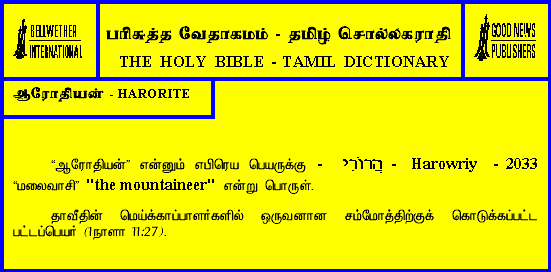 BELLWETHER
INTERNATIONAL
பரிசுத்த வேதாகமம் - தமிழ் சொல்லகராதி
THE HOLY BIBLE - TAMIL DICTIONARY
GOOD NEWS
PUBLISHERS
ஆரோதியன் - HARORITE
“ஆரோதியன்” என்னும் எபிரெய பெயருக்கு - הֲרוֹרִי - Harowriy - 2033
“மலைவாசி” "the mountaineer" என்று பொருள்.
தாவீதின் மெய்க்காப்பாளர்களில் ஒருவனான சம்மோத்திற்குக் கொடுக்கப்பட்ட
பட்டப்பெயர் (1நாளா 11:27).